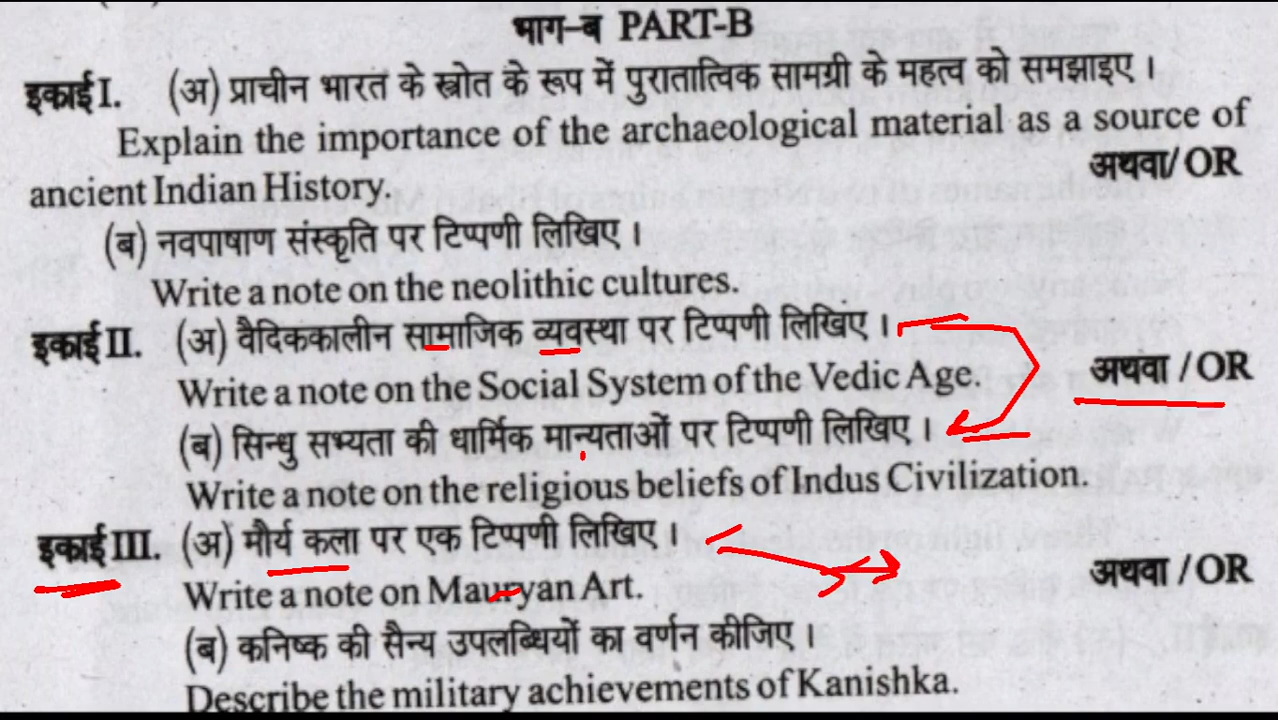 भाग-ब PART-B
इकाई I. (अ) प्राचीन भारत के स्त्रोत के रूप में पुरातात्विक सामग्री के महत्व को समझाइए।
Explain the importance of the archaeological material as a source of
ancient Indian History. अथवा/ OR
(ब) नवपाषाण संस्कृति पर टिप्पणी लिखिए।
Write a note on the neolithic cultures.
इकाई II. (अ) वैदिककालीन सामाजिक व्यवस्था पर टिप्पणी लिखिए।
Write a note on the Social System of the Vedic Age. अथवा / OR
(ब) सिन्धु सभ्यता की धार्मिक मान्यताओं पर टिप्पणी लिखिए।
Write a note on the religious beliefs of Indus Civilization.
इकाई III. (अ) मौर्य कला पर एक टिप्पणी लिखिए।
Write a note on Mauryan Art. अथवा / OR
(ब) कनिष्क की सैन्य उपलब्धियों का वर्णन कीजिए।
Describe the military achievements of Kanishka.